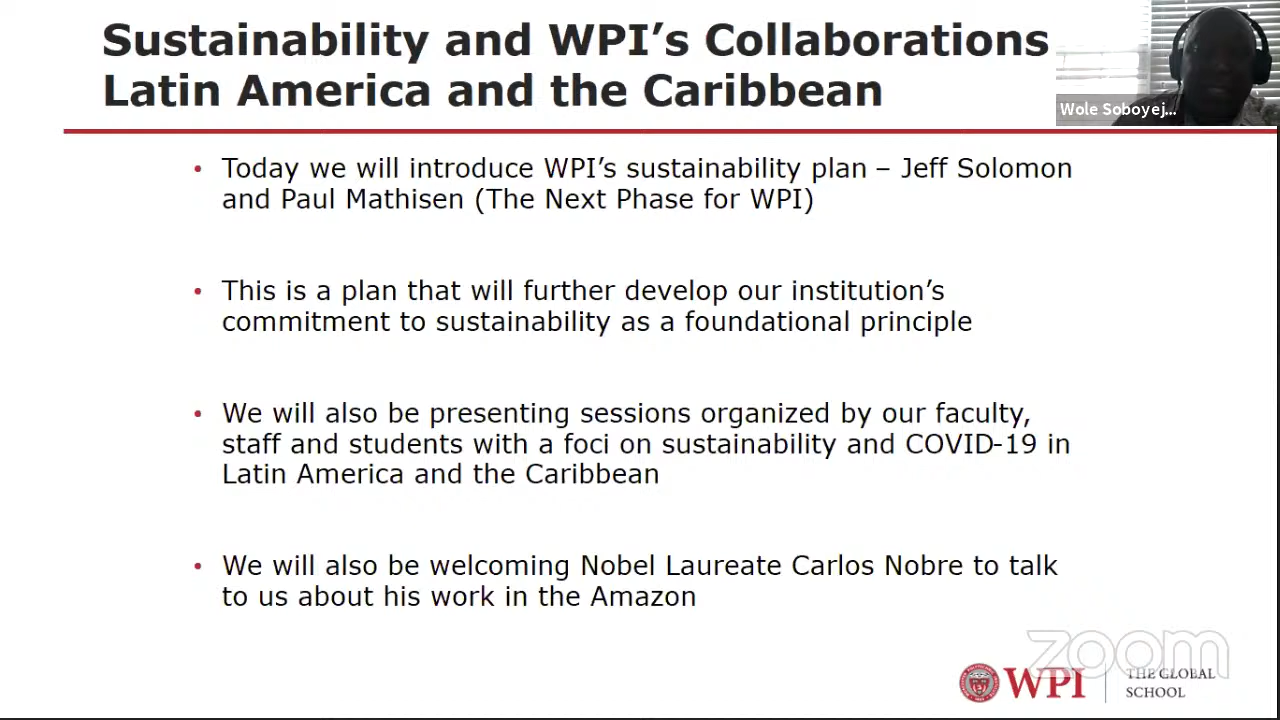 Sustainability and WPI’s Collaborations
Latin America and the Caribbean
Wole Soboyej...
• Today we will introduce WPI’s sustainability plan – Jeff Solomon
and Paul Mathisen (The Next Phase for WPI)
• This is a plan that will further develop our institution’s
commitment to sustainability as a foundational principle
• We will also be presenting sessions organized by our faculty,
staff and students with a foci on sustainability and COVID-19 in
Latin America and the Caribbean
• We will also be welcoming Nobel Laureate Carlos Nobre to talk
to us about his work in the Amazon
zoom
WPI
THE GLOBAL
SCHOOL